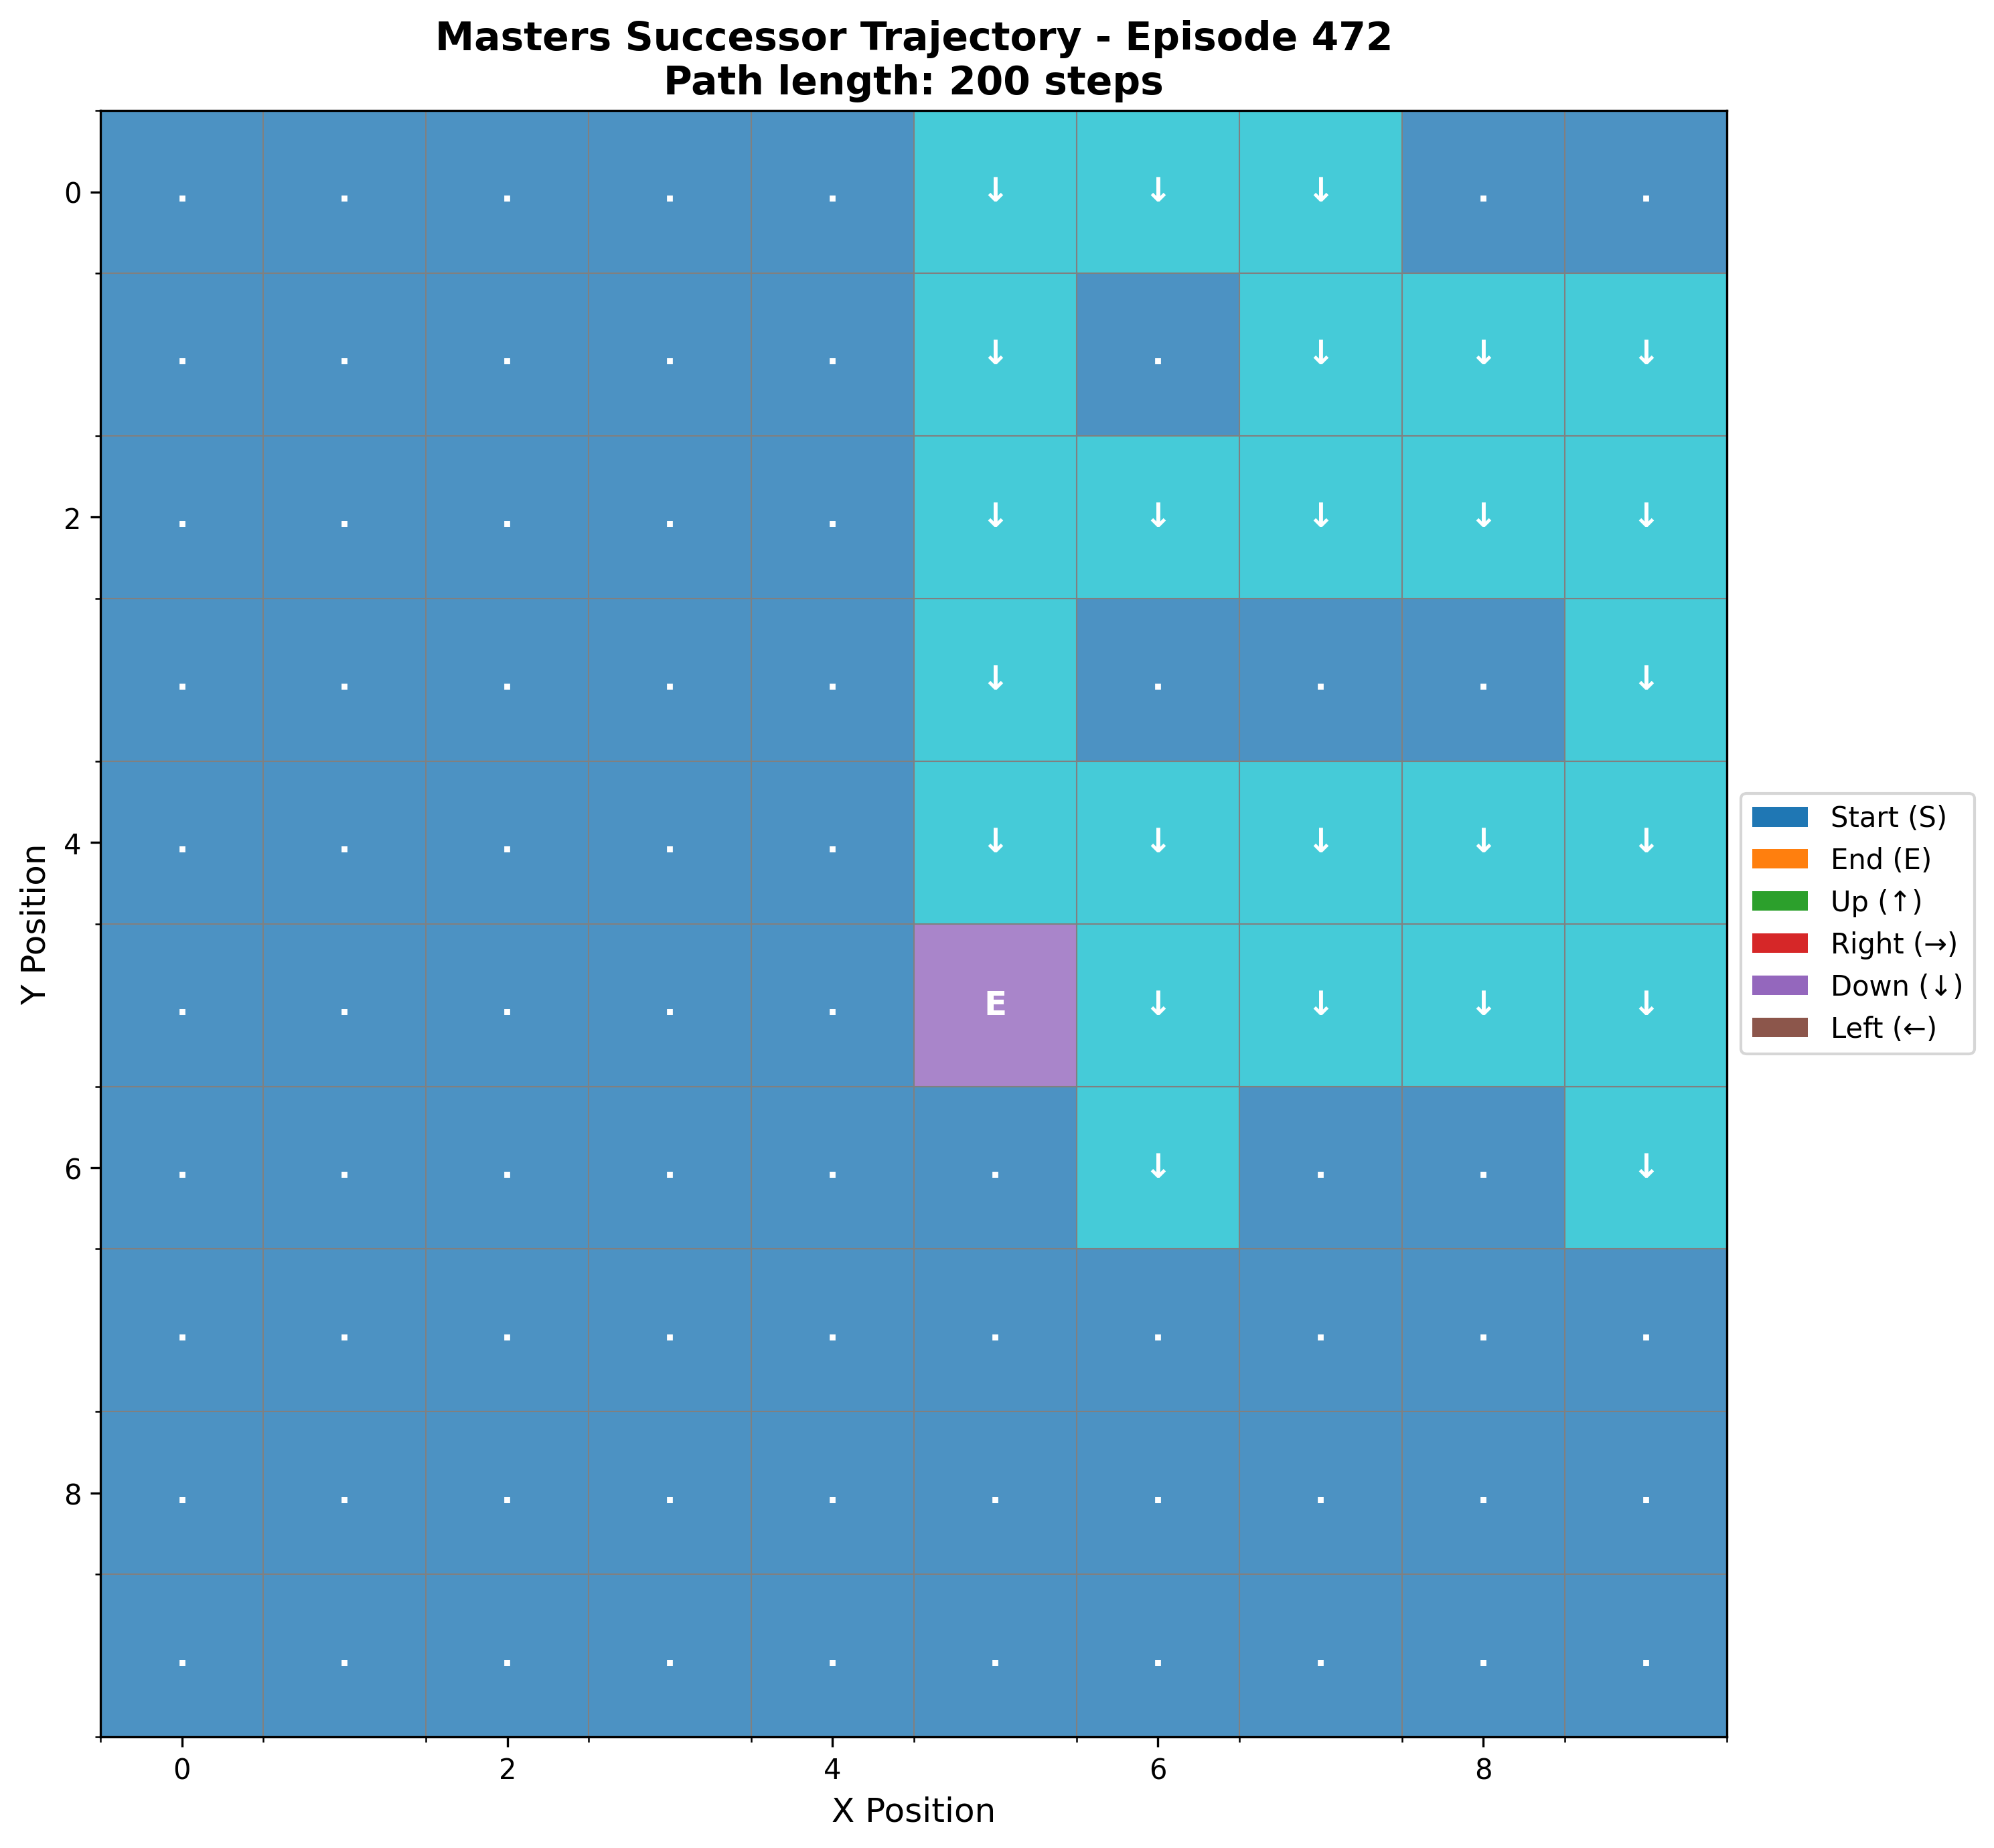 Masters Successor Trajectory - Episode 472
Path length: 200 steps
0 . . . . . ↓ ↓ ↓ . .
. . . . . ↓ . ↓ ↓ ↓
2 . . . . . ↓ ↓ ↓ ↓ ↓
. . . . . ↓ . . . ↓
4 . . . . . ↓ ↓ ↓ ↓ ↓
. . . . . E ↓ ↓ ↓ ↓
6 . . . . . . ↓ . . ↓
. . . . . . . . . .
8 . . . . . . . . . .
. . . . . . . . . .
0 2 4 6 8
X Position
Y Position
Start (S)
End (E)
Up (↑)
Right (→)
Down (↓)
Left (←)